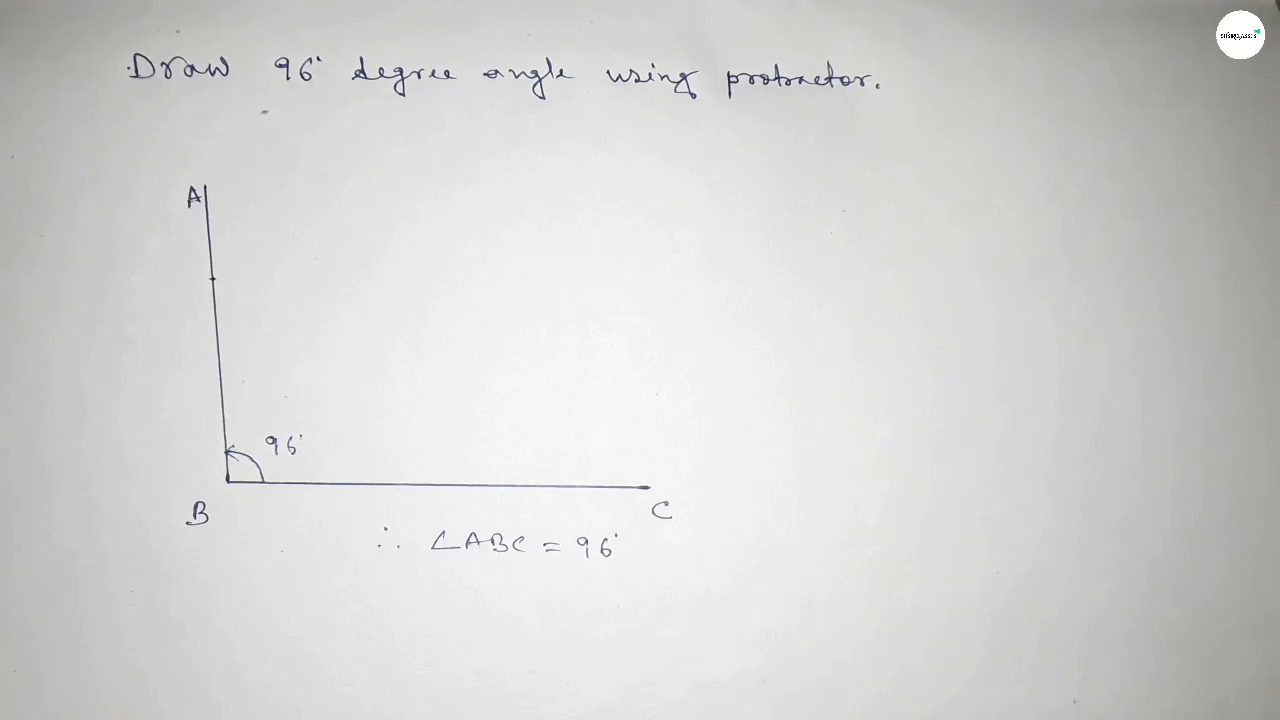 Draw 96° degree angle using protractor.
A
96°
B
C
∴ ∠ABC = 96°